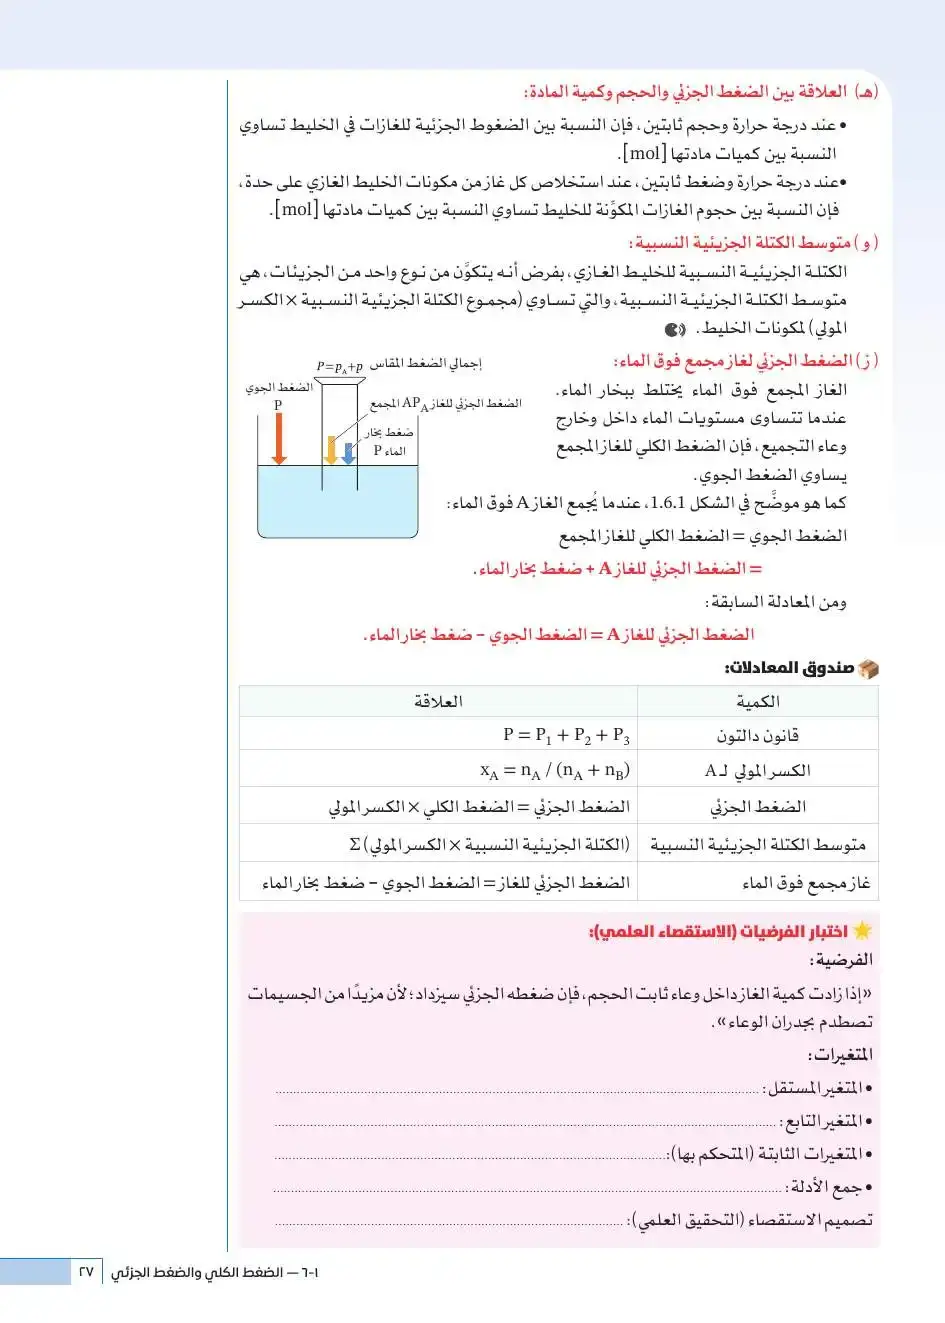 (هـ) العلاقة بين الضغط الجزئي والحجم وكمية المادة:
• عند درجة حرارة وحجم ثابتين، فإن النسبة بين الضغوط الجزئية للغازات في الخليط تساوي
النسبة بين كميات مادتها [mol].
•عند درجة حرارة وضغط ثابتين، عند استخلاص كل غاز من مكونات الخليط الغازي على حدة،
فإن النسبة بين حجوم الغازات المكوِّنة للخليط تساوي النسبة بين كميات مادتها [mol].
(و) متوسط الكتلة الجزيئية النسبية:
الكتلة الجزيئية النسبية للخليط الغازي، بفرض أنه يتكوَّن من نوع واحد من الجزيئات، هي
متوسط الكتلة الجزيئية النسبية، والتي تساوي (مجموع الكتلة الجزيئية النسبية × الكسر
المولي) لمكونات الخليط.
(ز) الضغط الجزئي لغاز مجمع فوق الماء:
الغاز المجمع فوق الماء يختلط ببخار الماء.
عندما تتساوى مستويات الماء داخل وخارج
وعاء التجميع، فإن الضغط الكلي للغاز المجمع
يساوي الضغط الجوي.
كما هو موضَّح في الشكل 1.6.1، عندما يُجمع الغاز A فوق الماء:
إجمالي الضغط المقاس P=pA+p
الضغط الجوي
P
الضغط الجزئي للغاز APA المجمع
ضغط بخار
الماء P
الضغط الجوي = الضغط الكلي للغاز المجمع
= الضغط الجزئي للغاز A + ضغط بخار الماء.
ومن المعادلة السابقة:
الضغط الجزئي للغاز A = الضغط الجوي – ضغط بخار الماء.
صندوق المعادلات:
الكمية العلاقة
قانون دالتون P = P1 + P2 + P3
الكسر المولي لـ A xA = nA / (nA + nB)
الضغط الجزئي الضغط الجزئي = الضغط الكلي × الكسر المولي
متوسط الكتلة الجزيئية النسبية (الكتلة الجزيئية النسبية × الكسر المولي) Σ
غاز مجمع فوق الماء الضغط الجزئي للغاز = الضغط الجوي – ضغط بخار الماء
اختبار الفرضيات (الاستقصاء العلمي):
الفرضية:
«إذا زادت كمية الغاز داخل وعاء ثابت الحجم، فإن ضغطه الجزئي سيزداد؛ لأن مزيدًا من الجسيمات
تصطدم بجدران الوعاء».
المتغيرات:
• المتغير المستقل:
• المتغير التابع:
• المتغيرات الثابتة (المتحكم بها):
• جمع الأدلة:
تصميم الاستقصاء (التحقيق العلمي):
١-٦ — الضغط الكلي والضغط الجزئي ٢٧